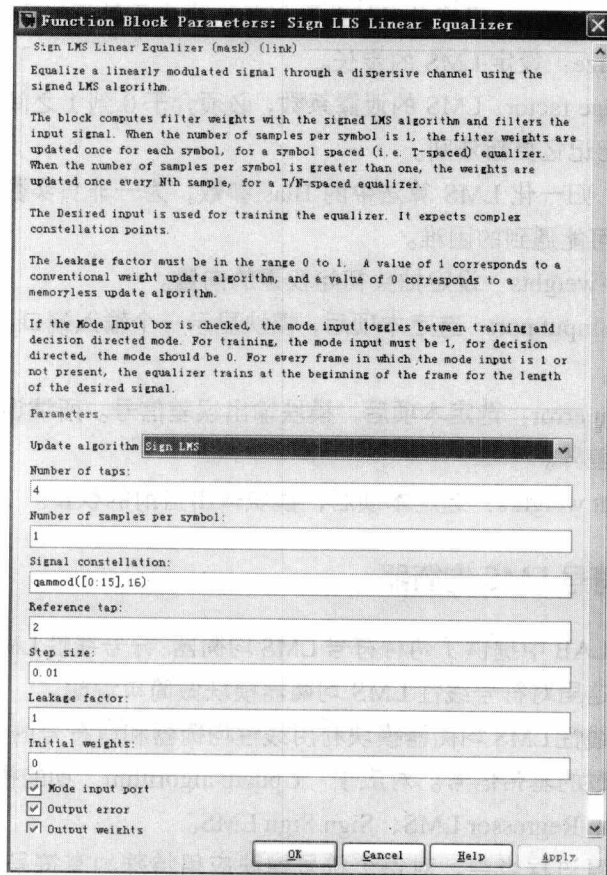 Function Block Parameters: Sign LMS Linear Equalizer
Sign LMS Linear Equalizer (mask) (link)
Equalize a linearly modulated signal through a dispersive channel using the
signed LMS algorithm.
The block computes filter weights with the signed LMS algorithm and filters the
input signal. When the number of samples per symbol is 1, the filter weights are
updated once for each symbol, for a symbol spaced (i.e. T-spaced) equalizer.
When the number of samples per symbol is greater than one, the weights are
updated once every Nth sample, for a T/N-spaced equalizer.
The Desired input is used for training the equalizer. It expects complex
constellation points.
The Leakage factor must be in the range 0 to 1. A value of 1 corresponds to a
conventional weight update algorithm, and a value of 0 corresponds to a
memoryless update algorithm.
If the Mode Input box is checked, the mode input toggles between training and
decision directed mode. For training, the mode input must be 1, for decision
directed, the mode should be 0. For every frame in which the mode input is 1 or
not present, the equalizer trains at the beginning of the frame for the length
of the desired signal.
Parameters
Update algorithm Sign LMS
Number of taps:
4
Number of samples per symbol:
1
Signal constellation:
qammod([0:15],16)
Reference tap:
2
Step size:
0.01
Leakage factor:
1
Initial weights:
0
Mode input port
Output error
Output weights
OK Cancel Help Apply